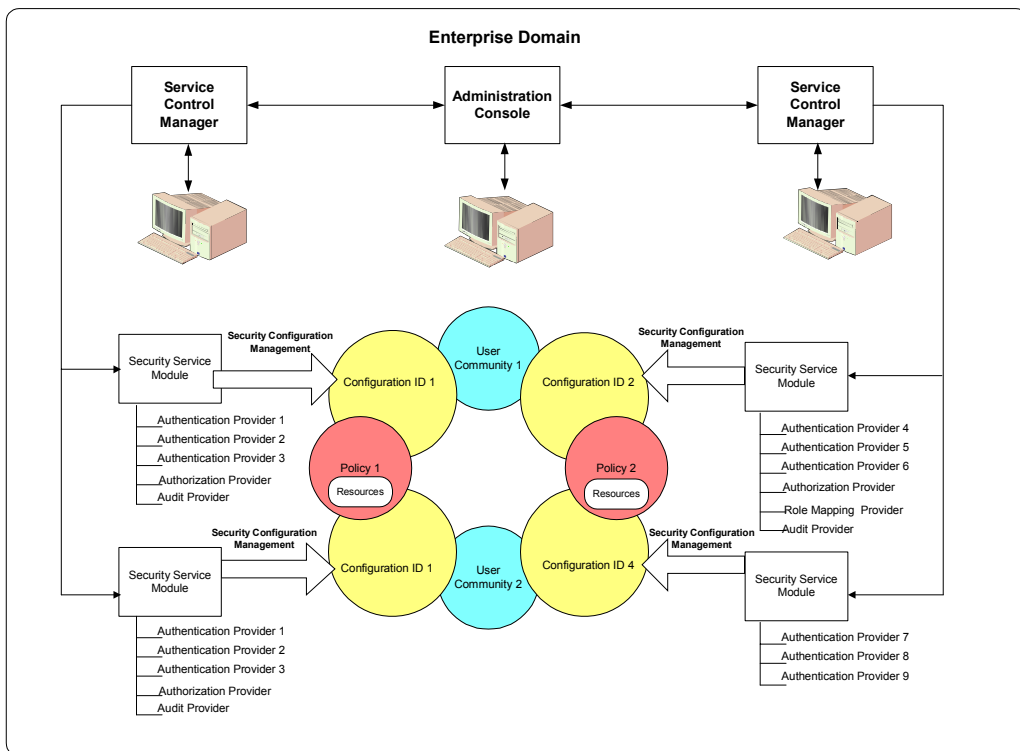 Enterprise Domain
Service
Control
Manager
Administration
Console
Service
Control
Manager
Security Configuration
Management
Security Service
Module
Authentication Provider 1
Authentication Provider 2
Authentication Provider 3
Authorization Provider
Audit Provider
Configuration ID 1
User
Community 1
Configuration ID 2
Security Configuration
Management
Security Service
Module
Authentication Provider 4
Authentication Provider 5
Authentication Provider 6
Authorization Provider
Role Mapping Provider
Audit Provider
Policy 1
Resources
Policy 2
Resources
Security Configuration
Management
Security Service
Module
Authentication Provider 1
Authentication Provider 2
Authentication Provider 3
Authorization Provider
Audit Provider
Configuration ID 1
User
Community 2
Configuration ID 4
Security Configuration
Management
Security Service
Module
Authentication Provider 7
Authentication Provider 8
Authentication Provider 9